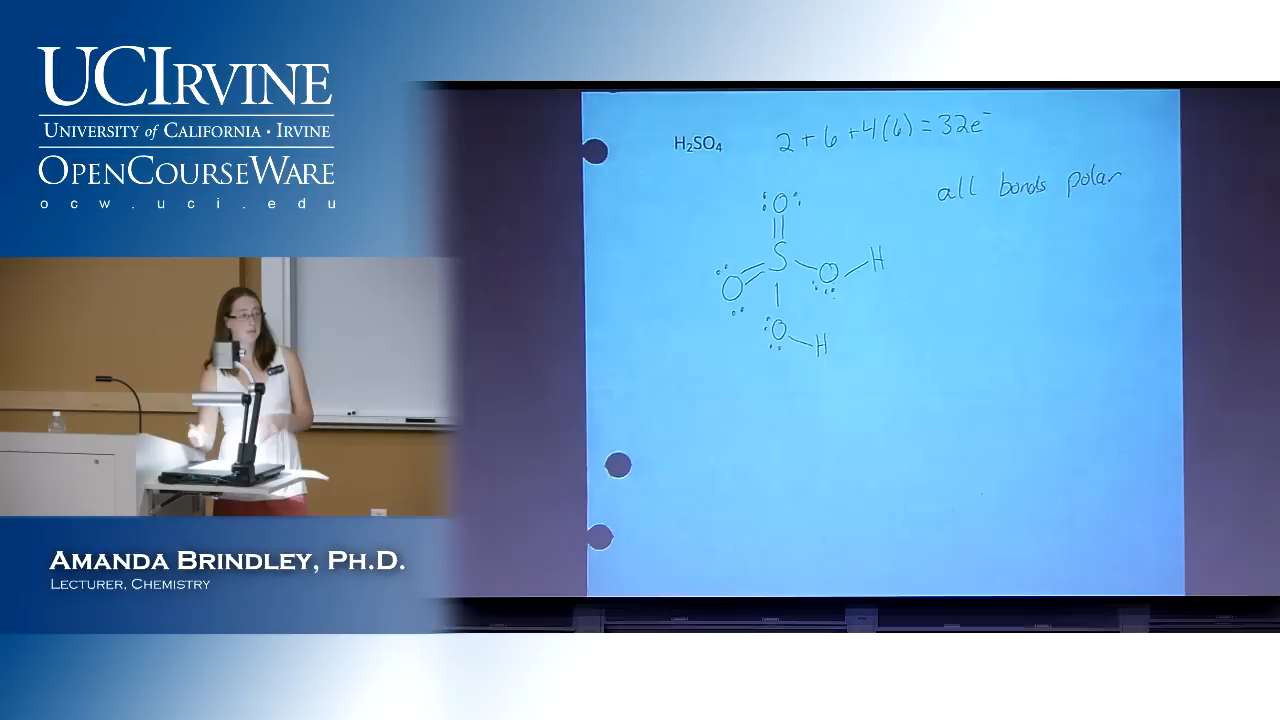 UCIRVINE
UNIVERSITY of CALIFORNIA · IRVINE
OPENCOURSEWARE
ocw.uci.edu
H₂SO₄ 2 + 6 + 4(6) = 32e⁻
all bonds polar
O
S
O O H
O H
AMANDA BRINDLEY, PH.D.
LECTURER, CHEMISTRY